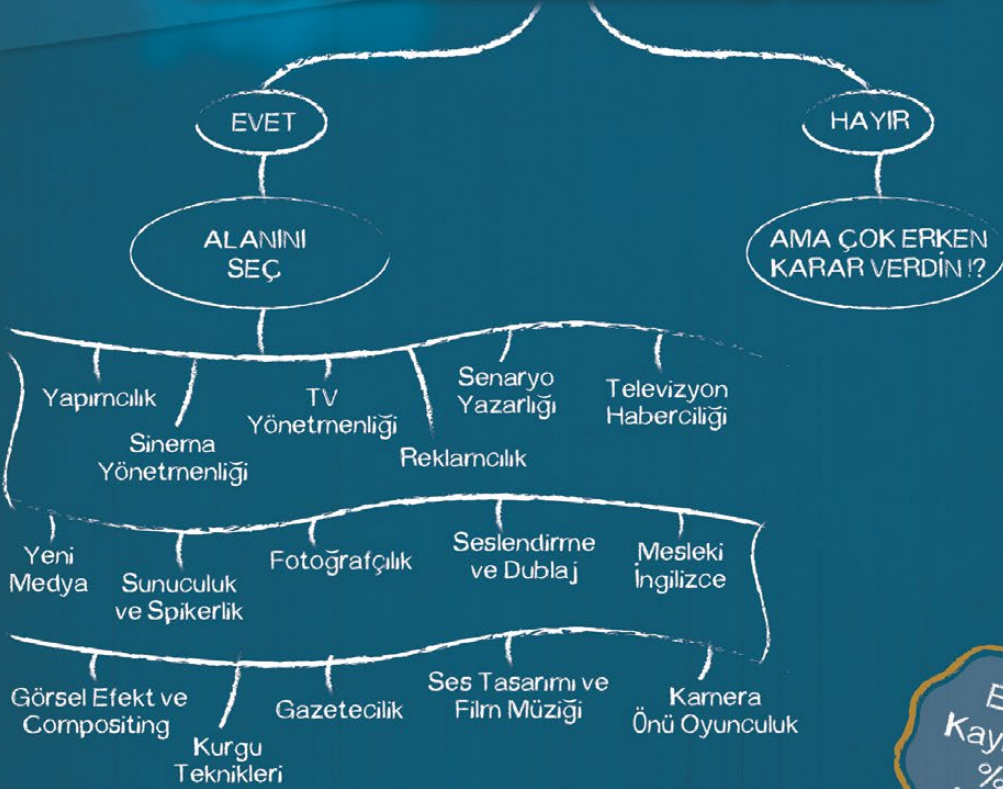 EVET
HAYIR
ALANINI
SEÇ
AMA ÇOK ERKEN
KARAR VERDİN !?
Yapımcılık
Sinema
Yönetmenliği
TV
Yönetmenliği
Reklamcılık
Senaryo
Yazarlığı
Televizyon
Haberciliği
Yeni
Medya
Sunuculuk
ve Spikerlik
Fotoğrafçılık
Seslendirme
ve Dublaj
Mesleki
İngilizce
Görsel Efekt ve
Compositing
Kurgu
Teknikleri
Gazetecilik
Ses Tasarımı ve
Film Müziği
Kamera
Önü Oyunculuk